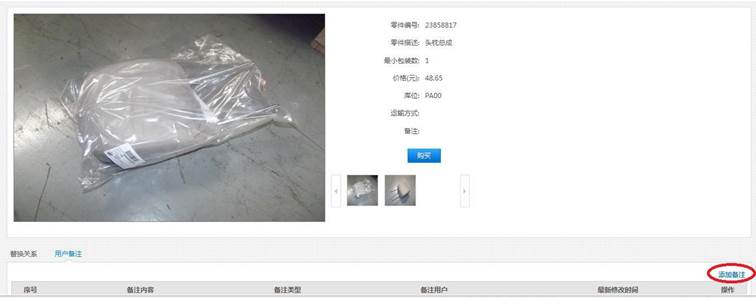 零件编号: 23858817
零件描述: 头枕总成
最小包装数: 1
价格(元): 48.65
库位: PA00
运输方式:
备注:
购买
替换关系 用户备注
添加备注
序号 备注内容 备注类型 备注用户 最新修改时间 操作